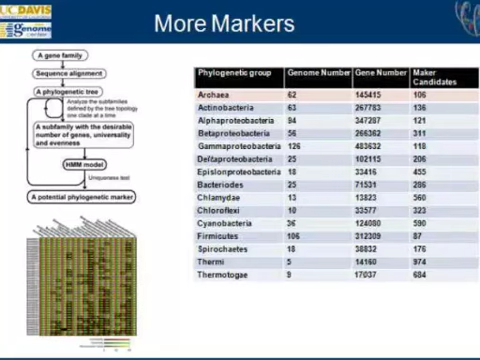 UC DAVIS
genome
More Markers
A gene family
Sequence alignment
A phylogenetic tree
Analyze the subfamilies
defined by the tree topology
one clade at a time
A subfamily with the desirable
number of genes, universality
and evenness
HMM model
Uniqueness test
A potential phylogenetic marker
Phylogenetic group Genome Number Gene Number Maker Candidates
Archaea 62 145415 106
Actinobacteria 63 267783 136
Alphaproteobacteria 94 347287 121
Betaproteobacteria 56 266362 311
Gammaproteobacteria 126 483632 118
Deltaproteobacteria 25 102115 206
Epislonproteobacteria 18 33416 455
Bacteriodes 25 71531 286
Chlamydae 13 13823 560
Chloroflexi 10 33577 323
Cyanobacteria 36 124080 590
Firmicutes 106 312309 87
Spirochaetes 18 38832 176
Thermi 5 14160 974
Thermotogae 9 17037 684